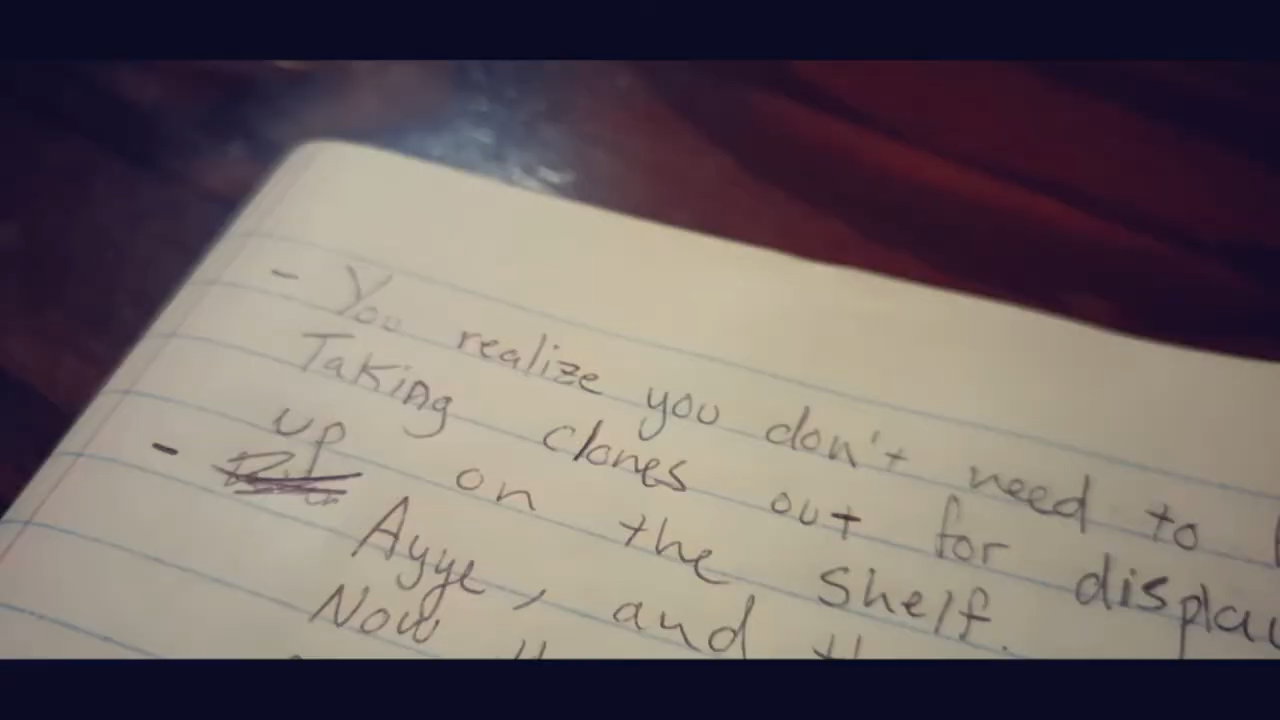 - You realize you don't need to
Taking clones out for display
up on the shelf.
- Ayye, and
Now